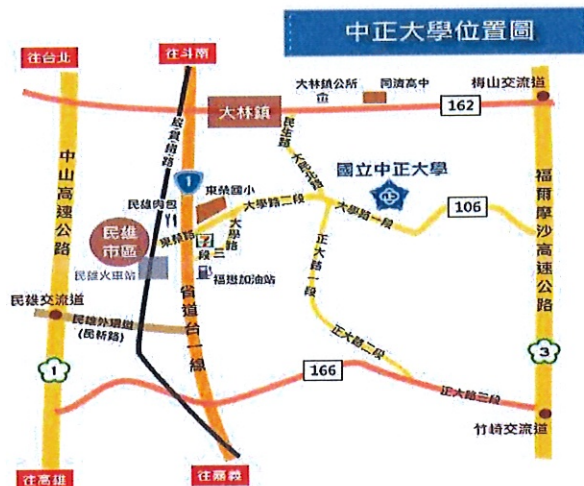 中正大學位置圖
往台北
往斗南
大林鎮公所
同濟高中
梅山交流道
大林鎮
162
縱貫鐵路
民生路
大民北路
國立中正大學
中山高速公路
1
東榮國小
民雄肉包
大學路二段
大學路一段
106
福爾摩沙高速公路
民雄市區
東榮路
7
大學路三段
正大路一段
民雄火車站
福懋加油站
民雄交流道
民雄外環道
(民新路)
省道台一線
正大路二段
1
3
166
正大路三段
竹崎交流道
往高雄
往嘉義